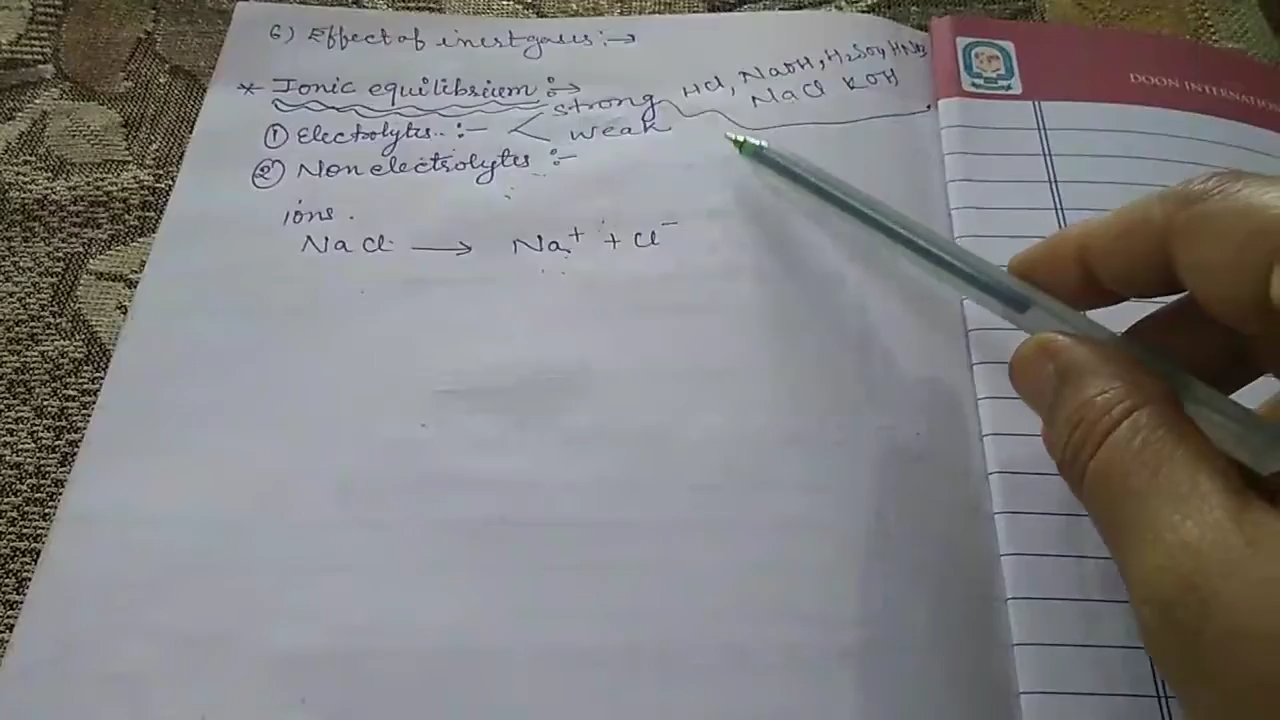 6) Effect of inert gases :→
* Ionic equilibrium :→
① Electrolytes.. :- < strong HCl, NaOH, H2SO4, HNO3
weak NaCl KOH
② Non electrolytes :-
ions.
NaCl → Na+ + Cl-
DOON INTERNATIO